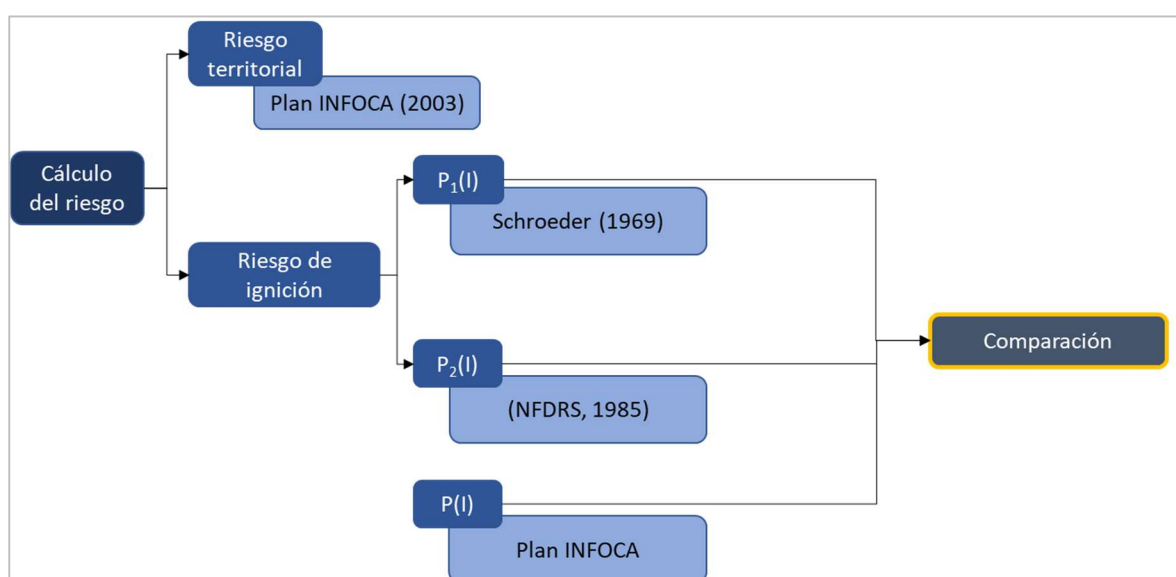 Riesgo
territorial
Plan INFOCA (2003)
Cálculo
del riesgo
P₁(I)
Schroeder (1969)
Riesgo de
ignición
Comparación
P₂(I)
(NFDRS, 1985)
P(I)
Plan INFOCA